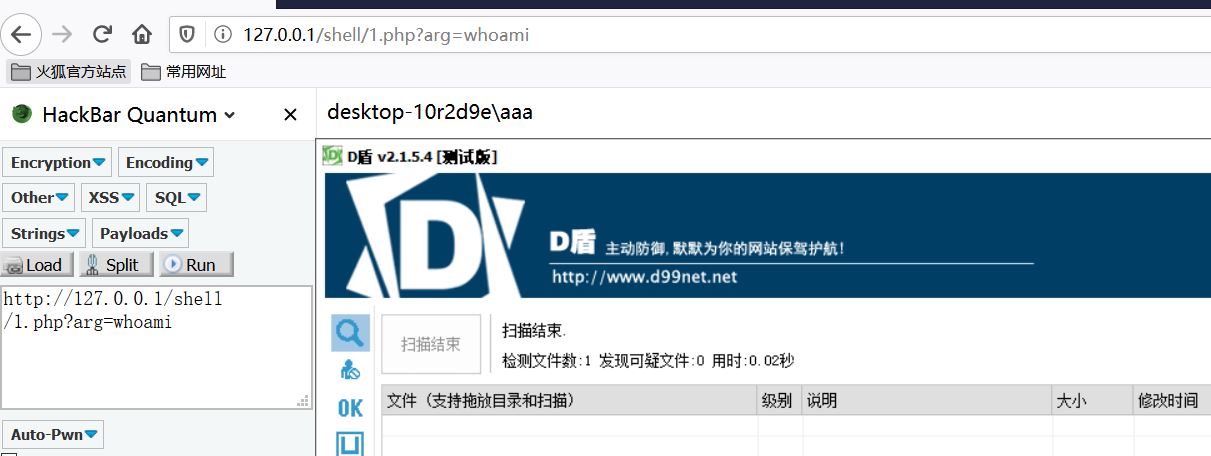 127.0.0.1/shell/1.php?arg=whoami
火狐官方站点 常用网址
HackBar Quantum
desktop-10r2d9e\aaa
Encryption Encoding
Other XSS SQL
Strings Payloads
Load Split Run
http://127.0.0.1/shell
/1.php?arg=whoami
Auto-Pwn
D盾 v2.1.5.4 [测试版]
D盾 主动防御,默默为你的网站保驾护航!
http://www.d99net.net
扫描结束
扫描结束.
检测文件数:1 发现可疑文件:0 用时:0.02秒
OK
文件（支持拖放目录和扫描） 级别 说明 大小 修改时间